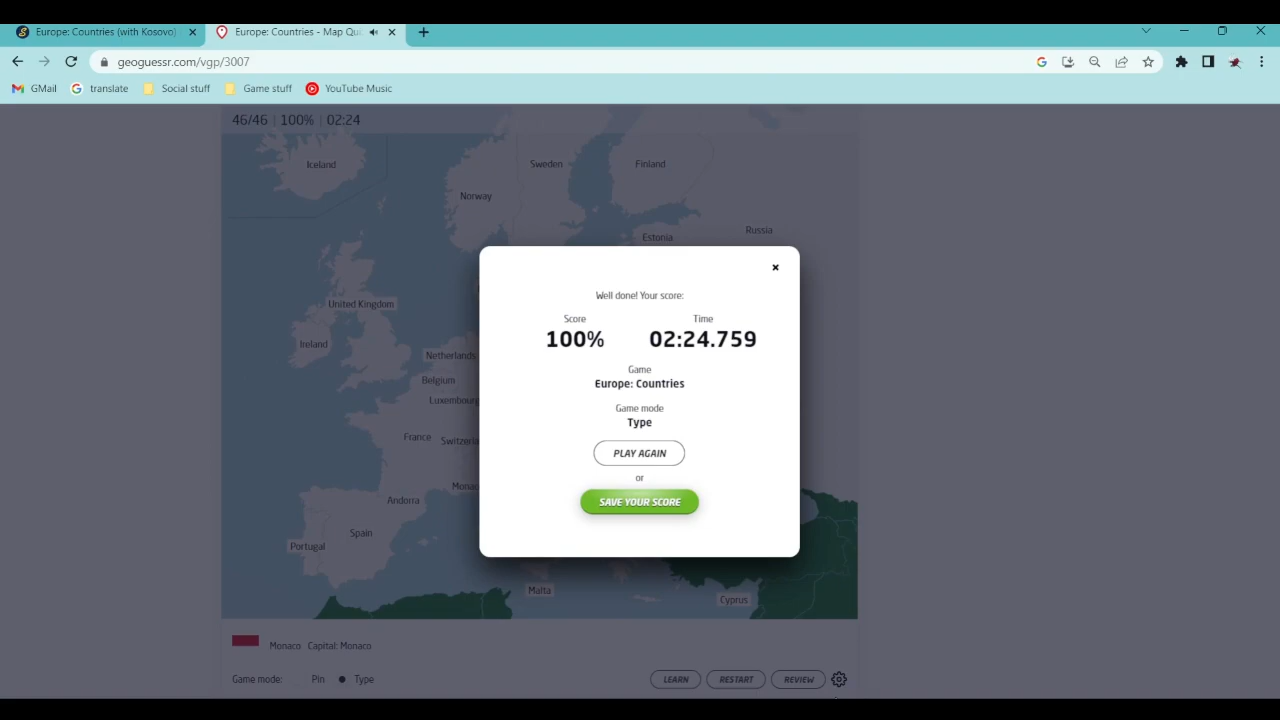 Europe: Countries (with Kosovo)
Europe: Countries - Map Qu
geoguessr.com/vgp/3007
GMail
translate
Social stuff
Game stuff
YouTube Music
46/46 | 100% | 02:24
Iceland
Sweden
Finland
Norway
Russia
Estonia
United Kingdom
Ireland
Netherlands
Belgium
Luxembourg
France
Switzerl
Monac
Andorra
Spain
Portugal
Malta
Cyprus
Well done! Your score:
Score
Time
100%
02:24.759
Game
Europe: Countries
Game mode
Type
PLAY AGAIN
or
SAVE YOUR SCORE
Monaco Capital: Monaco
Game mode: Pin Type
LEARN
RESTART
REVIEW